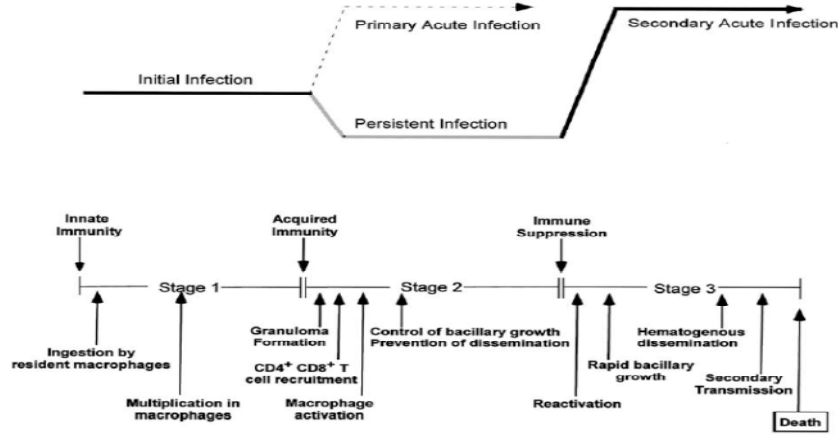 Primary Acute Infection
Secondary Acute Infection
Initial Infection
Persistent Infection
Innate
Immunity
Acquired
Immunity
Immune
Suppression
Stage 1
Stage 2
Stage 3
Ingestion by
resident macrophages
Multiplication in
macrophages
Granuloma
Formation
CD4+ CD8+ T
cell recruitment
Macrophage
activation
Control of bacillary growth
Prevention of dissemination
Reactivation
Rapid bacillary
growth
Hematogenous
dissemination
Secondary
Transmission
Death